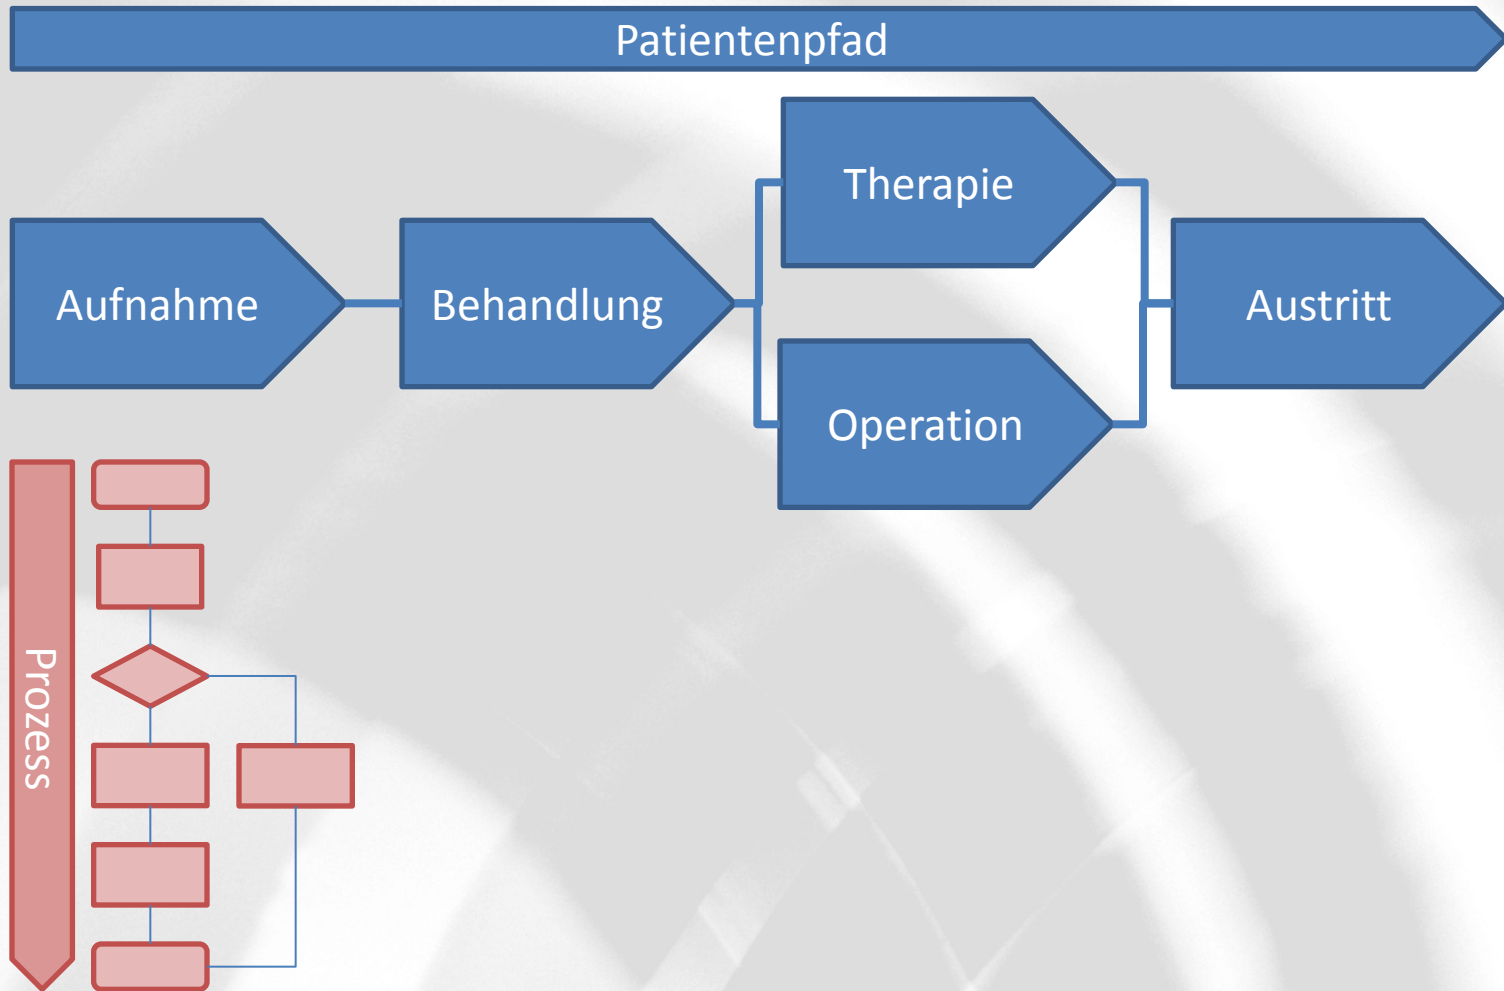 Patientenpfad
Therapie
Aufnahme
Behandlung
Austritt
Operation
Prozess